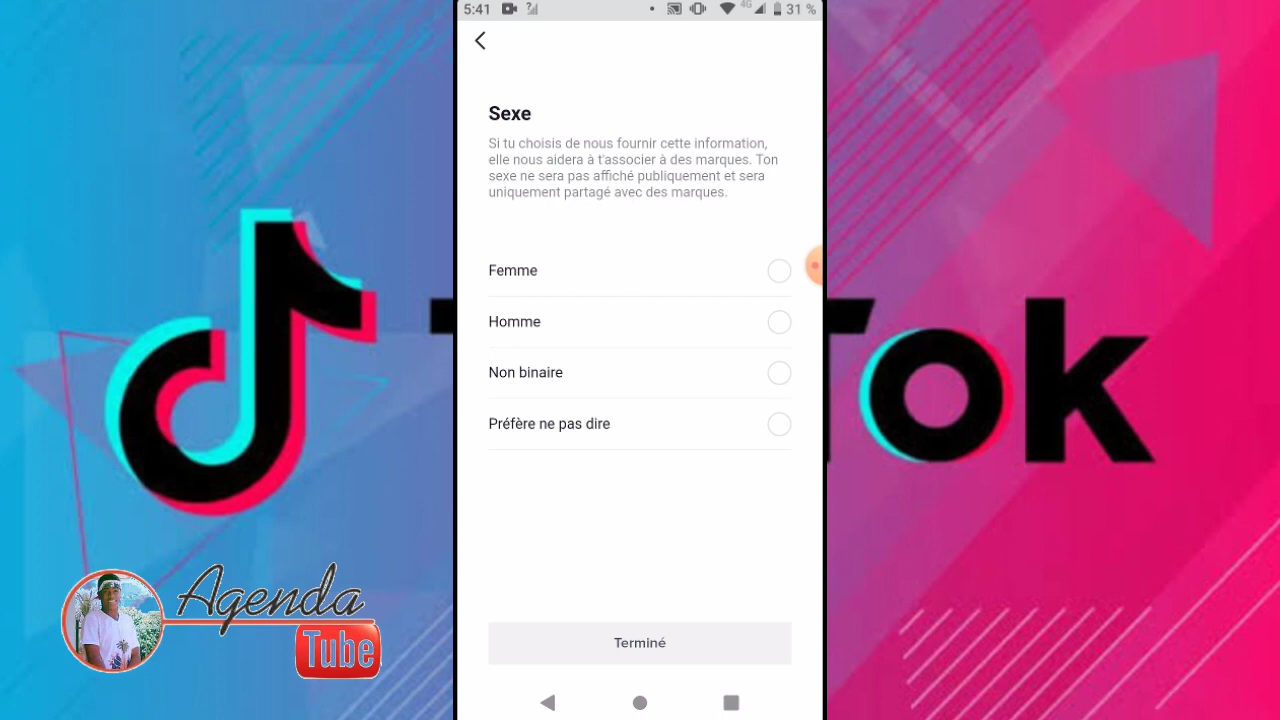 5:41
?
4G
31 %
Sexe
Si tu choisis de nous fournir cette information,
elle nous aidera à t'associer à des marques. Ton
sexe ne sera pas affiché publiquement et sera
uniquement partagé avec des marques.
Femme
Homme
Non binaire
Préfère ne pas dire
Terminé
Tok
Agenda
Tube